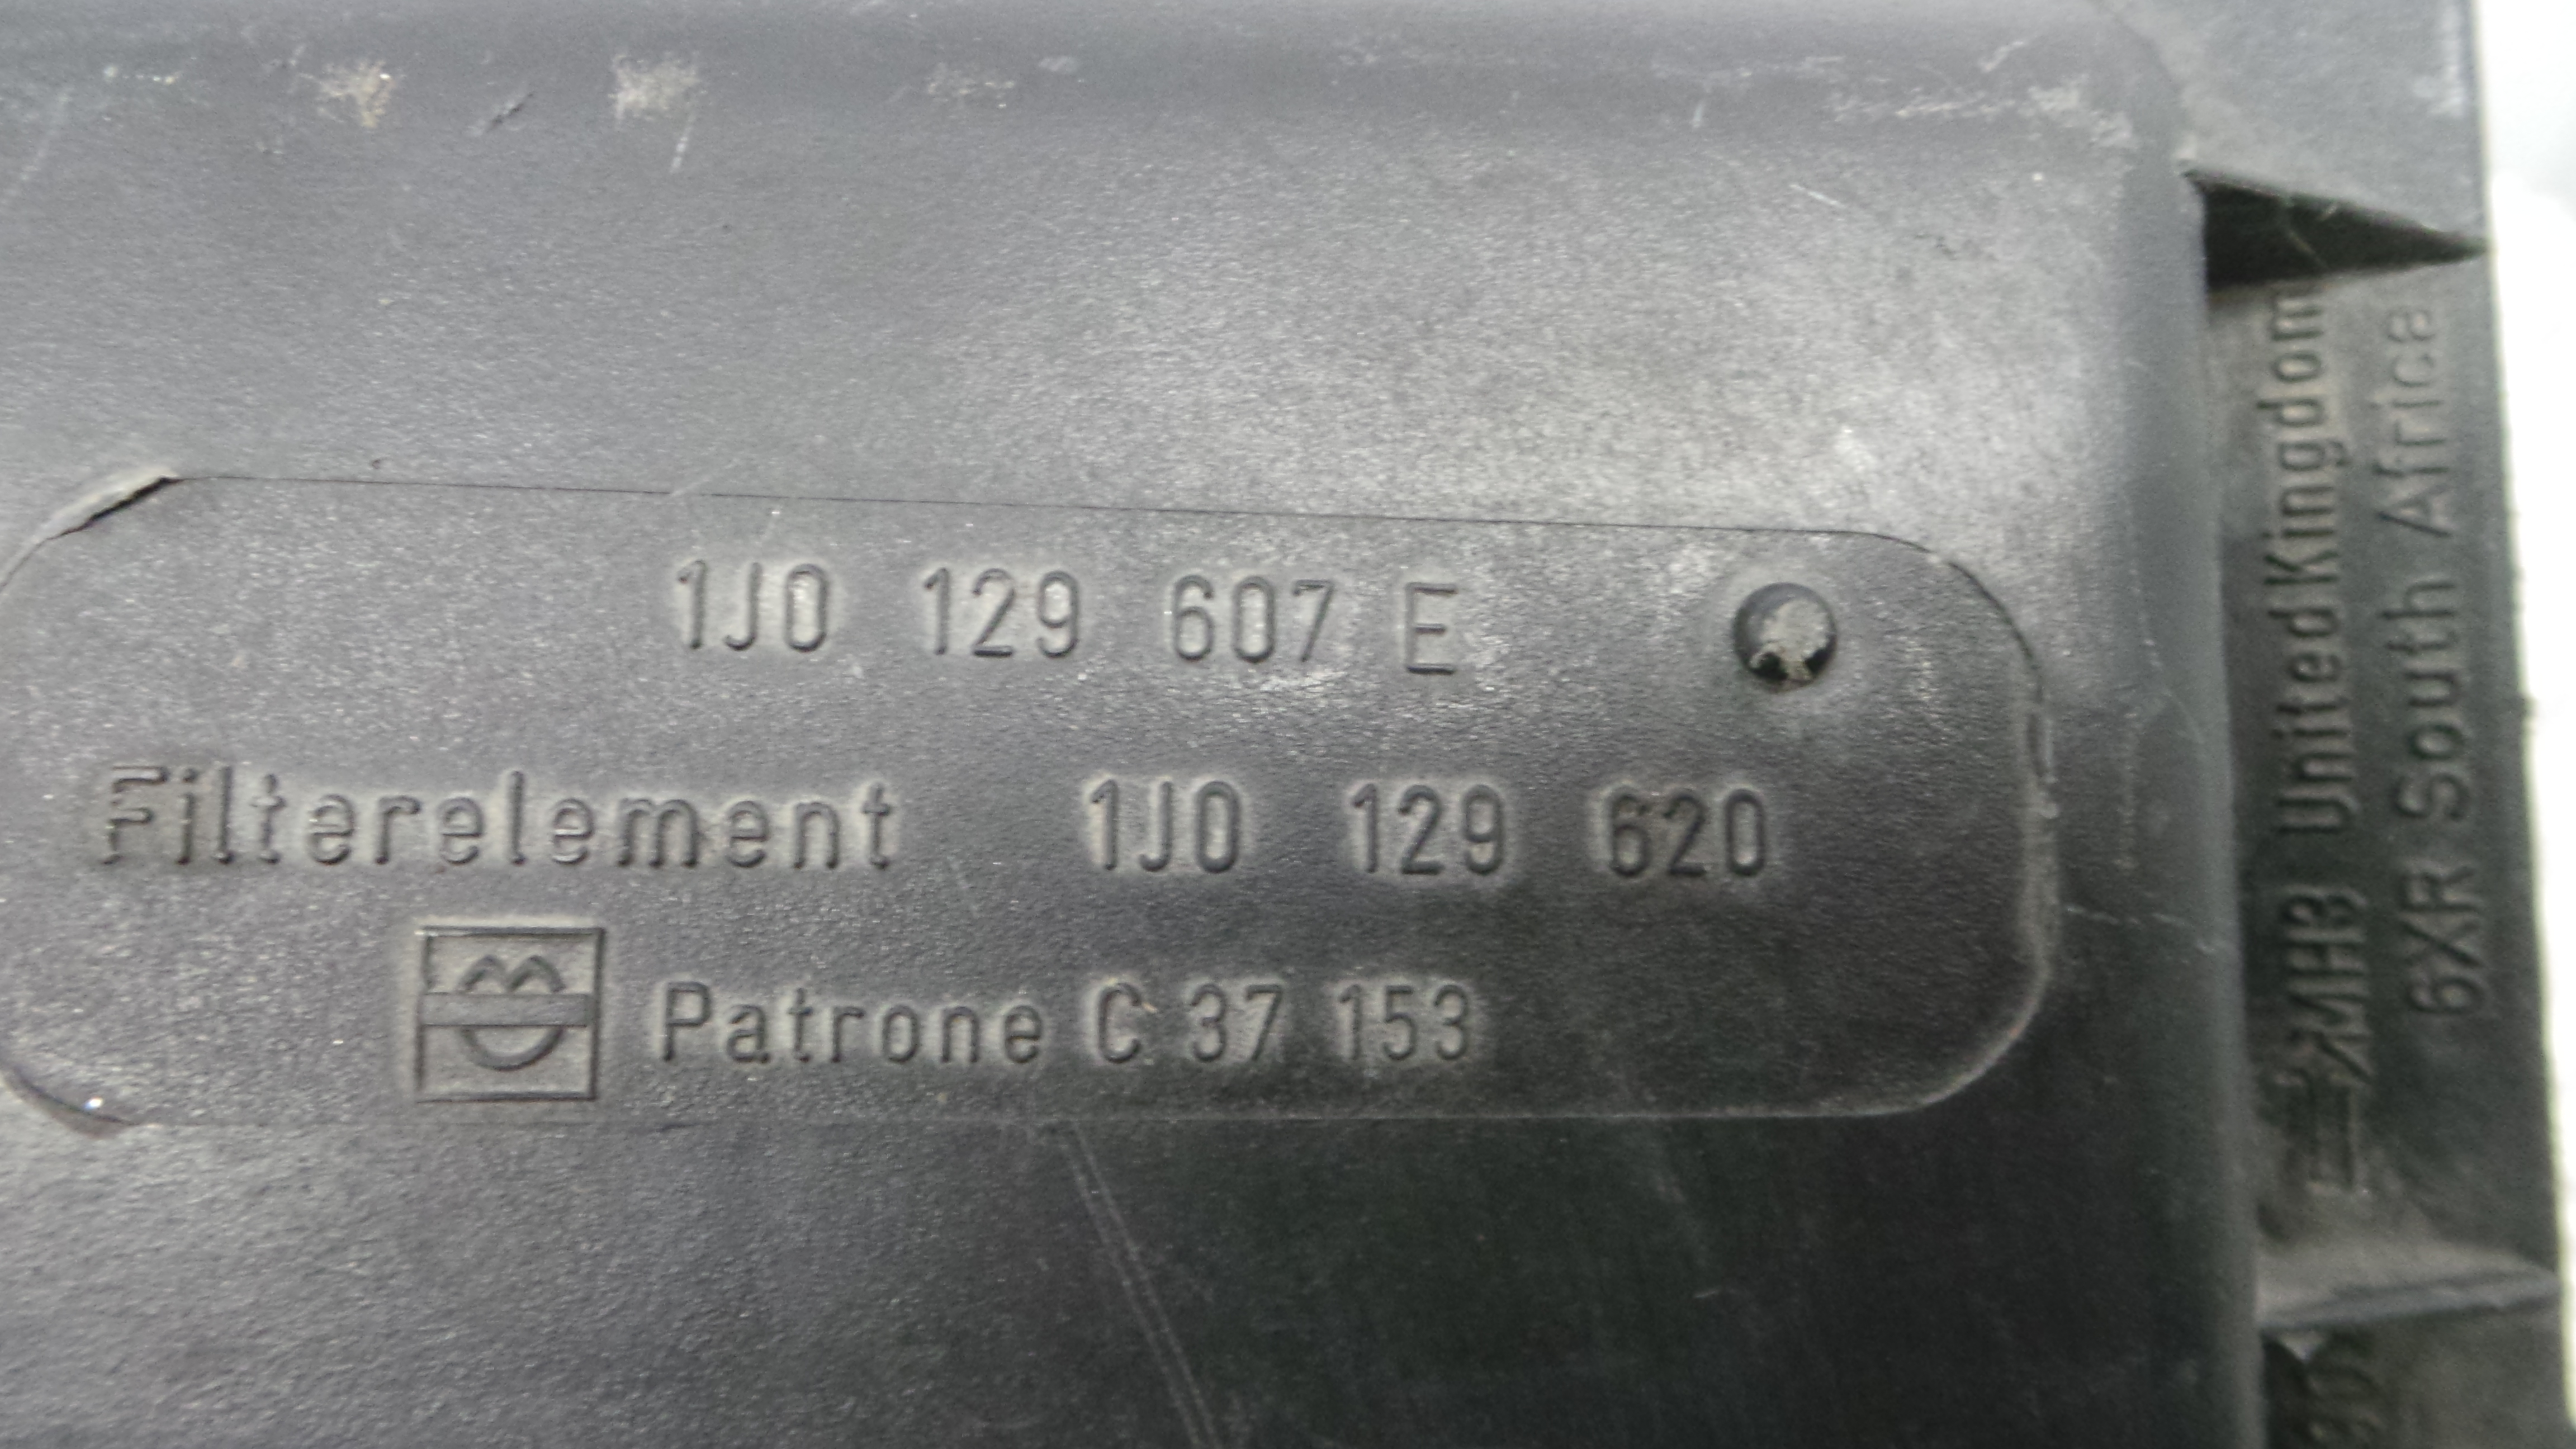 1J0 129 607 E
Filterelement 1J0 129 620
Patrone C 37 153
United Kingdom
6XR South Africa